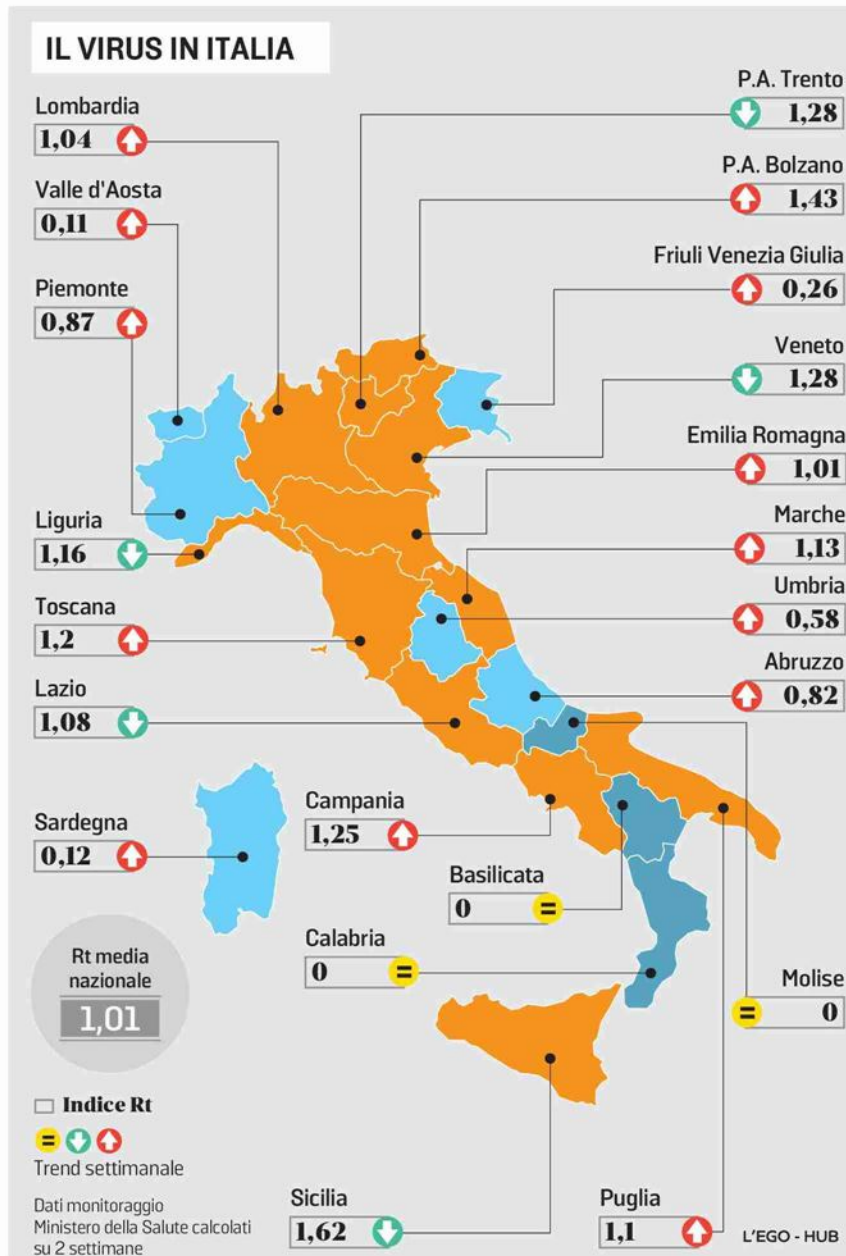 IL VIRUS IN ITALIA
Lombardia
1,04
Valle d'Aosta
0,11
Piemonte
0,87
Liguria
1,16
Toscana
1,2
Lazio
1,08
Sardegna
0,12
P.A. Trento
1,28
P.A. Bolzano
1,43
Friuli Venezia Giulia
0,26
Veneto
1,28
Emilia Romagna
1,01
Marche
1,13
Umbria
0,58
Abruzzo
0,82
Campania
1,25
Basilicata
0 =
Calabria
0 =
Molise
= 0
Rt media
nazionale
1,01
Indice Rt
=
Trend settimanale
Dati monitoraggio
Ministero della Salute calcolati
su 2 settimane
Sicilia
1,62
Puglia
1,1
L'EGO - HUB